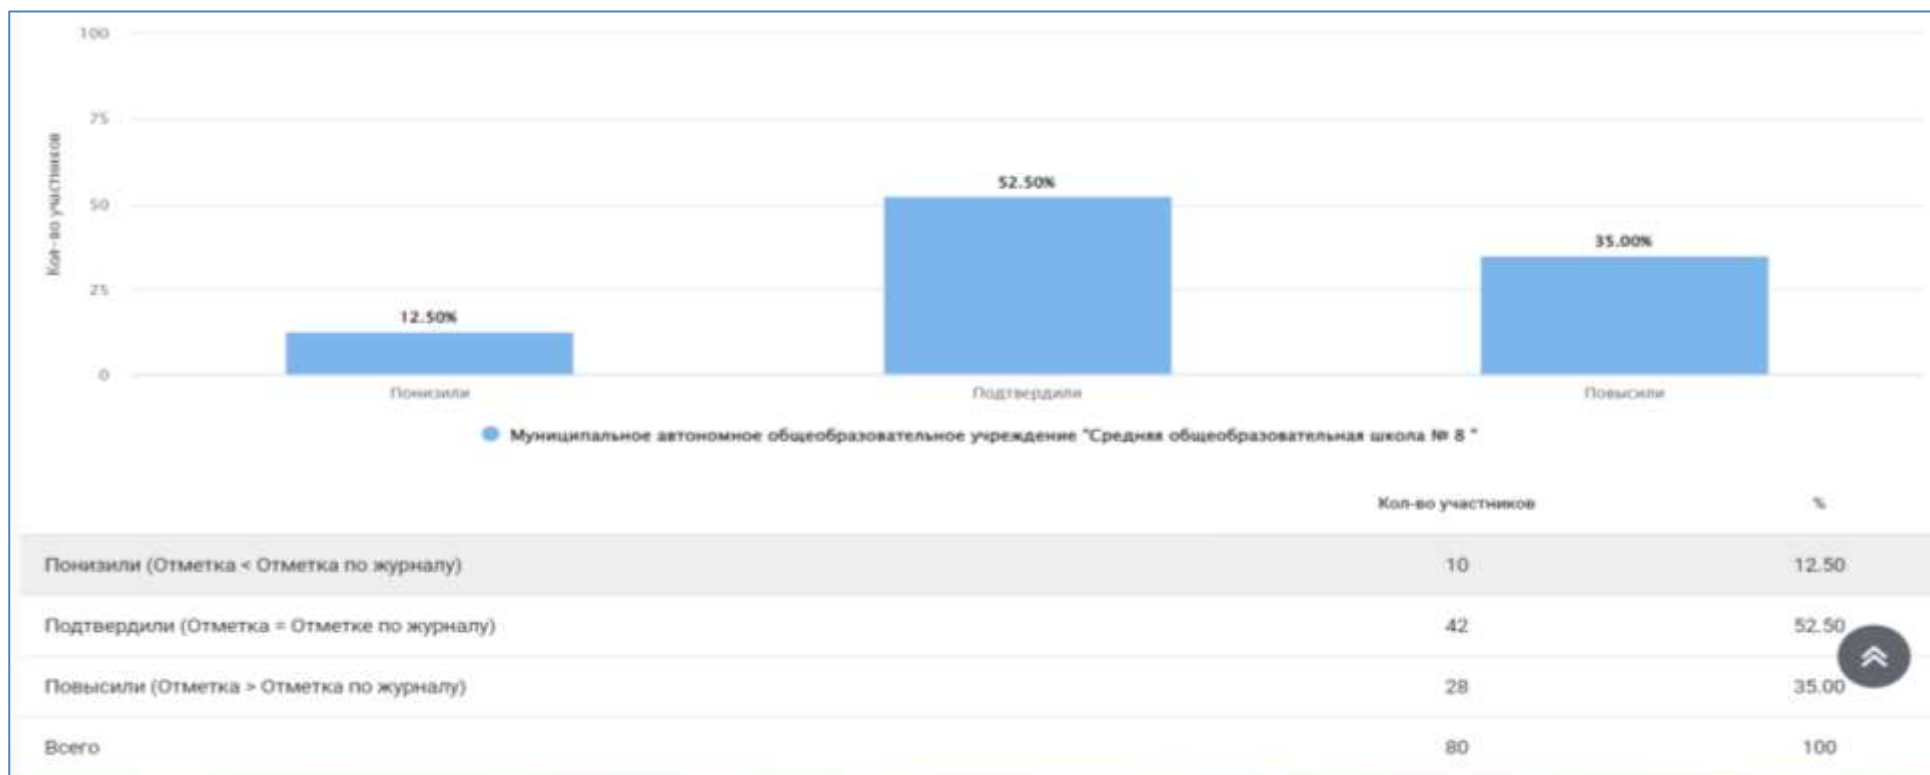 100
75
50
25
0
Кол-во участников
12.50%
52.50%
35.00%
Понизили
Подтвердили
Повысили
Муниципальное автономное общеобразовательное учреждение "Средняя общеобразовательная школа № 8 "
Кол-во участников %
Понизили (Отметка < Отметка по журналу) 10 12.50
Подтвердили (Отметка = Отметке по журналу) 42 52.50
Повысили (Отметка > Отметка по журналу) 28 35.00
Всего 80 100